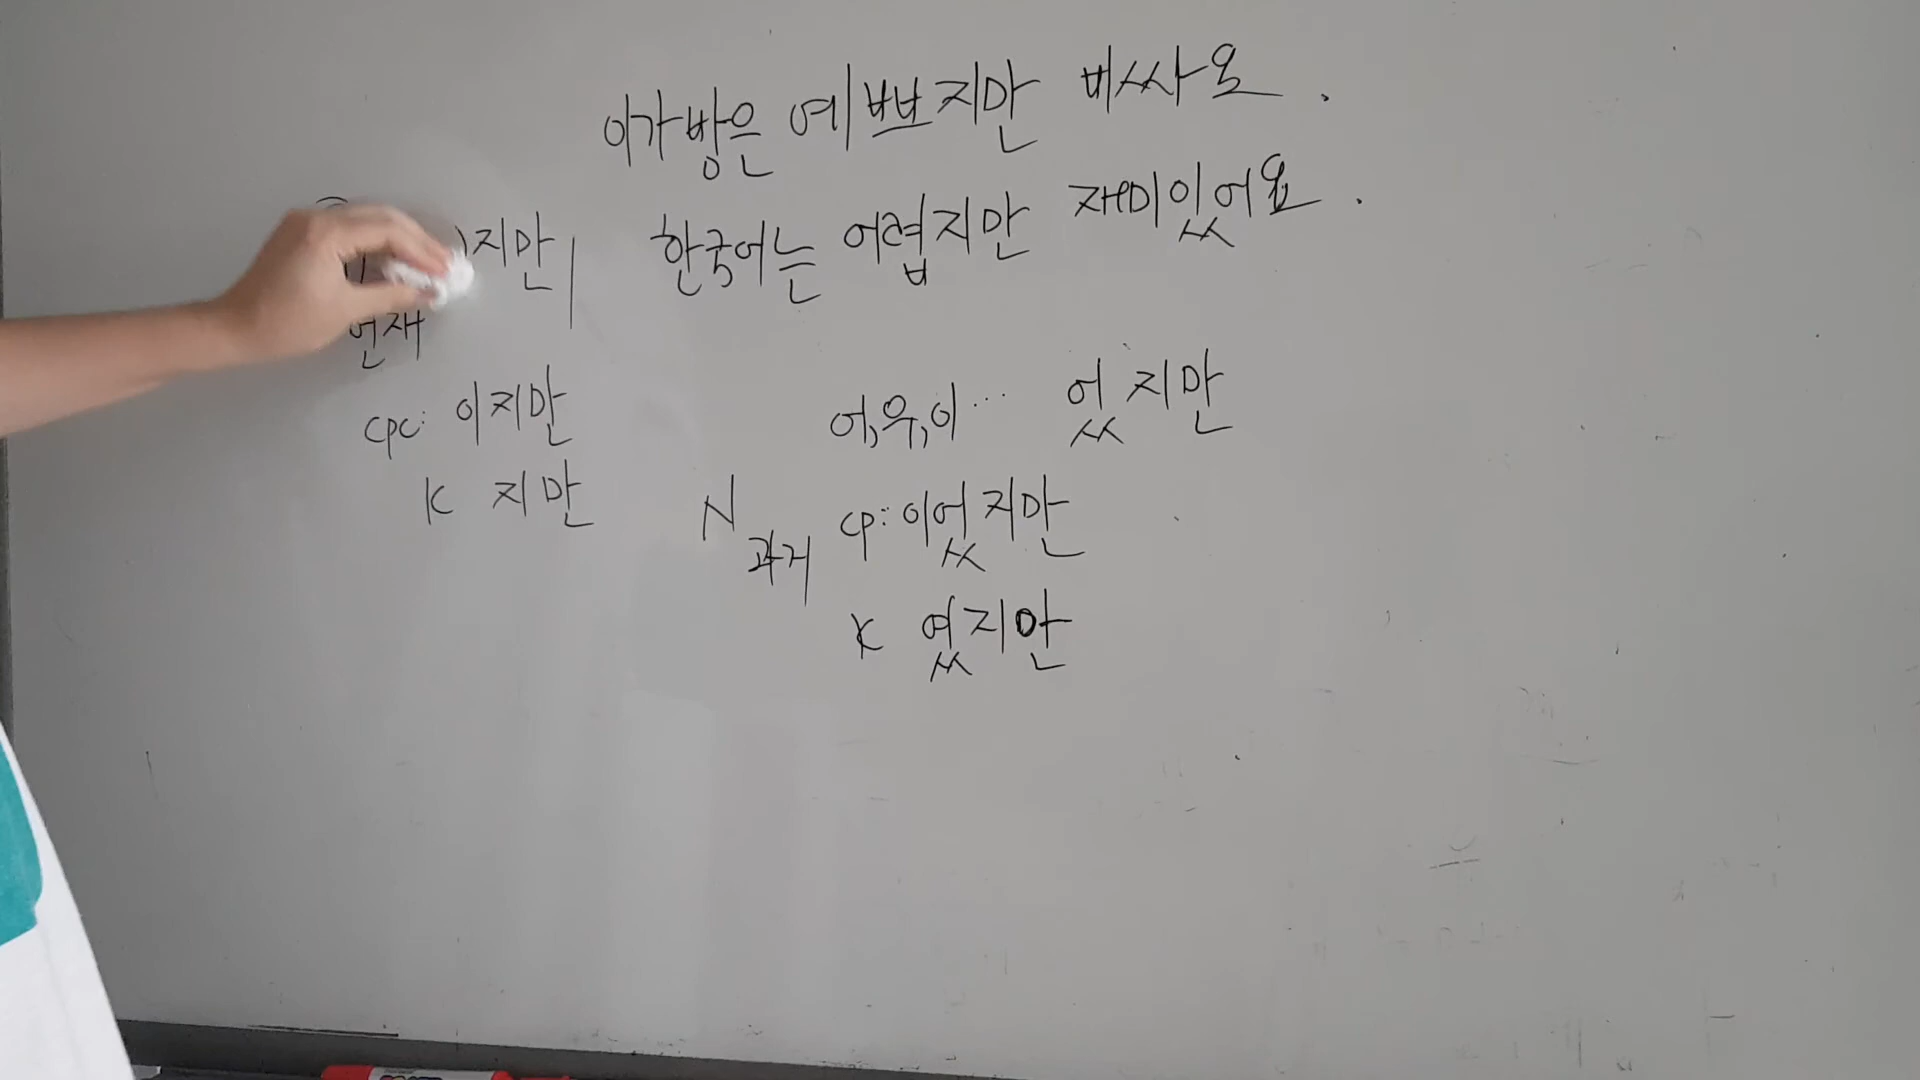 이가방은 예쁘지만 비싸요.
한국어는 어렵지만 재미있어요.
지만
어,우,이… 었지만
cpc: 이지만
K 지만
N 과거 cp: 이었지만
K 였지만